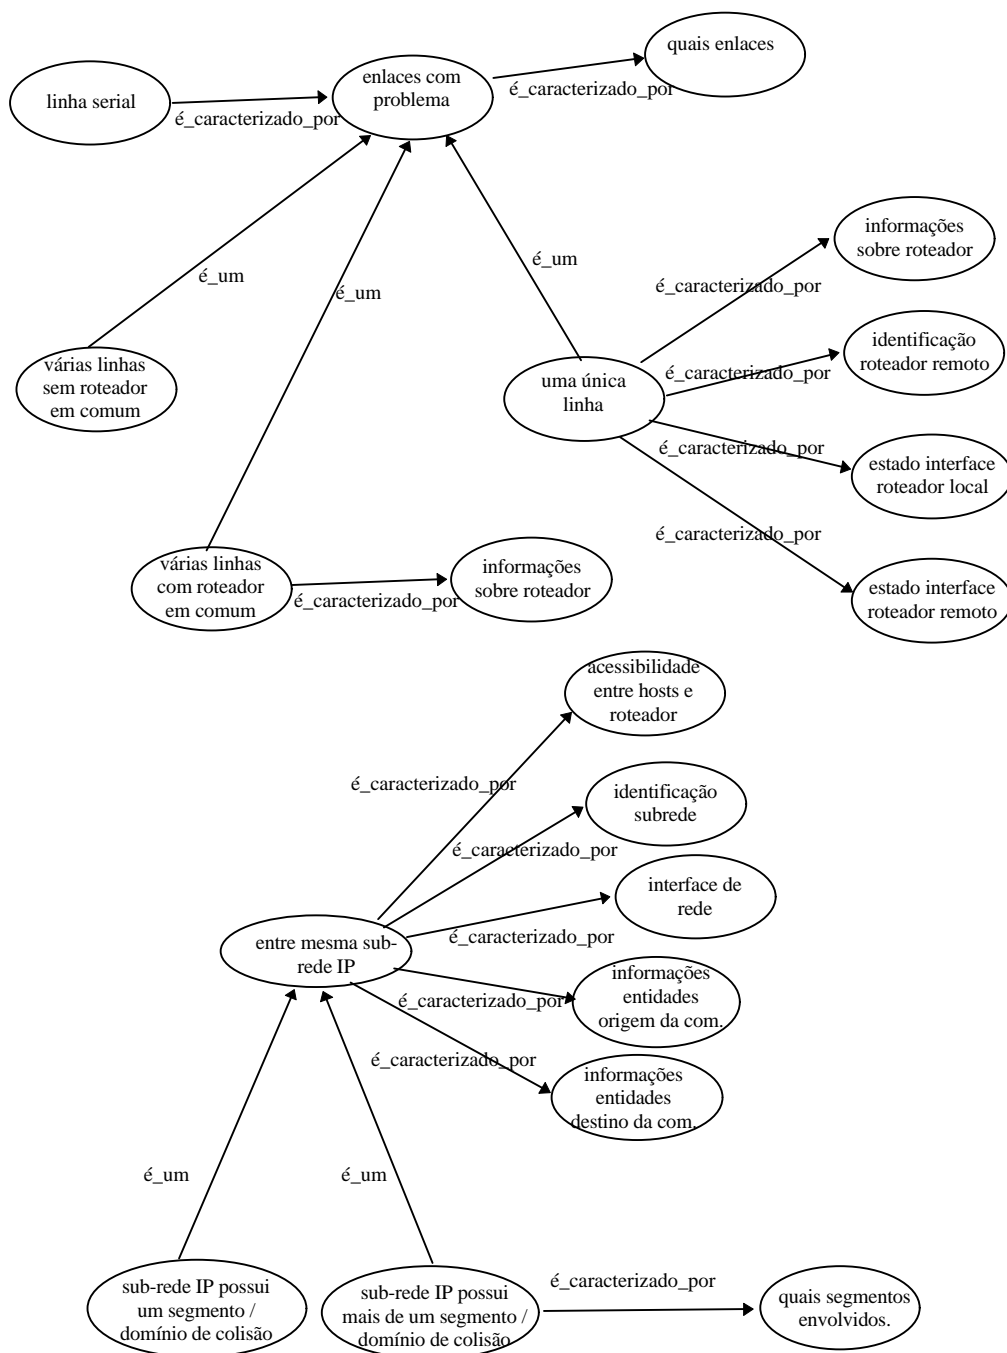 quais enlaces
enlaces com
problema
linha serial
é_caracterizado_por
é_caracterizado_por
informações
sobre roteador
é_um
é_um
é_um
é_caracterizado_por
identificação
roteador remoto
várias linhas
sem roteador
em comum
uma única
linha
é_caracterizado_por
é_caracterizado_por
estado interface
roteador local
é_caracterizado_por
várias linhas
com roteador
em comum
é_caracterizado_por
informações
sobre roteador
estado interface
roteador remoto
acessibilidade
entre hosts e
roteador
é_caracterizado_por
identificação
subrede
é_caracterizado_por
interface de
rede
é_caracterizado_por
entre mesma sub-
rede IP
informações
entidades
origem da com.
é_caracterizado_por
é_caracterizado_por
informações
entidades
destino da com.
é_um
é_um
sub-rede IP possui
um segmento /
domínio de colisão
sub-rede IP possui
mais de um segmento /
domínio de colisão
é_caracterizado_por
quais segmentos
envolvidos.